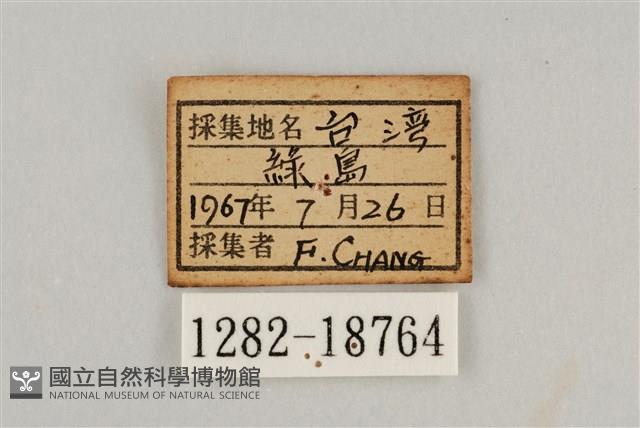 採集地名 台湾
綠島
1967年 7月26日
採集者 F. CHANG
1282-18764
國立自然科學博物館
NATIONAL MUSEUM OF NATURAL SCIENCE